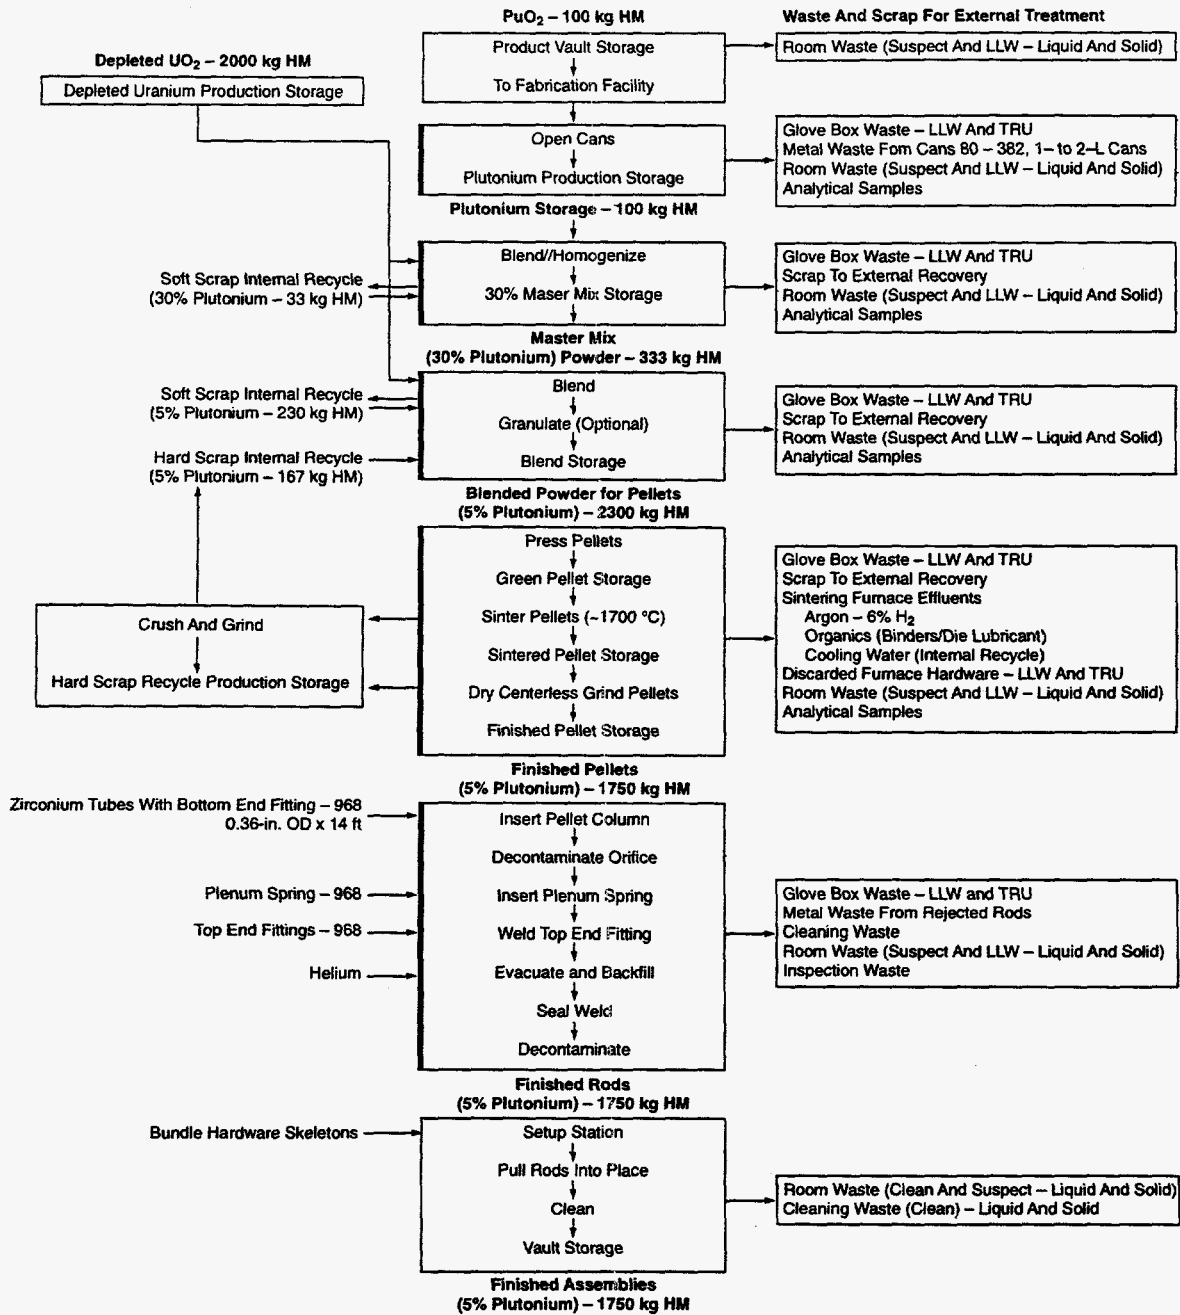 PuO2 – 100 kg HM
Waste And Scrap For External Treatment
Product Vault Storage
To Fabrication Facility
Room Waste (Suspect And LLW – Liquid And Solid)
Depleted UO2 – 2000 kg HM
Depleted Uranium Production Storage
Open Cans
Plutonium Production Storage
Glove Box Waste – LLW And TRU
Metal Waste Fom Cans 80 – 382, 1– to 2–L Cans
Room Waste (Suspect And LLW – Liquid And Solid)
Analytical Samples
Plutonium Storage – 100 kg HM
Soft Scrap Internal Recycle
(30% Plutonium – 33 kg HM)
Blend//Homogenize
30% Maser Mix Storage
Glove Box Waste – LLW And TRU
Scrap To External Recovery
Room Waste (Suspect And LLW – Liquid And Solid)
Analytical Samples
Master Mix
(30% Plutonium) Powder – 333 kg HM
Soft Scrap Internal Recycle
(5% Plutonium – 230 kg HM)
Hard Scrap Internal Recycle
(5% Plutonium – 167 kg HM)
Blend
Granulate (Optional)
Blend Storage
Glove Box Waste – LLW And TRU
Scrap To External Recovery
Room Waste (Suspect And LLW – Liquid And Solid)
Analytical Samples
Blended Powder for Pellets
(5% Plutonium) – 2300 kg HM
Crush And Grind
Hard Scrap Recycle Production Storage
Press Pellets
Green Pellet Storage
Sinter Pellets (~1700 °C)
Sintered Pellet Storage
Dry Centerless Grind Pellets
Finished Pellet Storage
Glove Box Waste – LLW And TRU
Scrap To External Recovery
Sintering Furnace Effluents
Argon – 6% H2
Organics (Binders/Die Lubricant)
Cooling Water (Internal Recycle)
Discarded Furnace Hardware – LLW And TRU
Room Waste (Suspect And LLW – Liquid And Solid)
Analytical Samples
Finished Pellets
(5% Plutonium) – 1750 kg HM
Zirconium Tubes With Bottom End Fitting – 968
0.36-in. OD x 14 ft
Plenum Spring – 968
Top End Fittings – 968
Helium
Insert Pellet Column
Decontaminate Orifice
Insert Plenum Spring
Weld Top End Fitting
Evacuate and Backfill
Seal Weld
Decontaminate
Glove Box Waste – LLW and TRU
Metal Waste From Rejected Rods
Cleaning Waste
Room Waste (Suspect And LLW – Liquid And Solid)
Inspection Waste
Finished Rods
(5% Plutonium) – 1750 kg HM
Bundle Hardware Skeletons
Setup Station
Pull Rods Into Place
Clean
Vault Storage
Room Waste (Clean And Suspect – Liquid And Solid)
Cleaning Waste (Clean) – Liquid And Solid
Finished Assemblies
(5% Plutonium) – 1750 kg HM